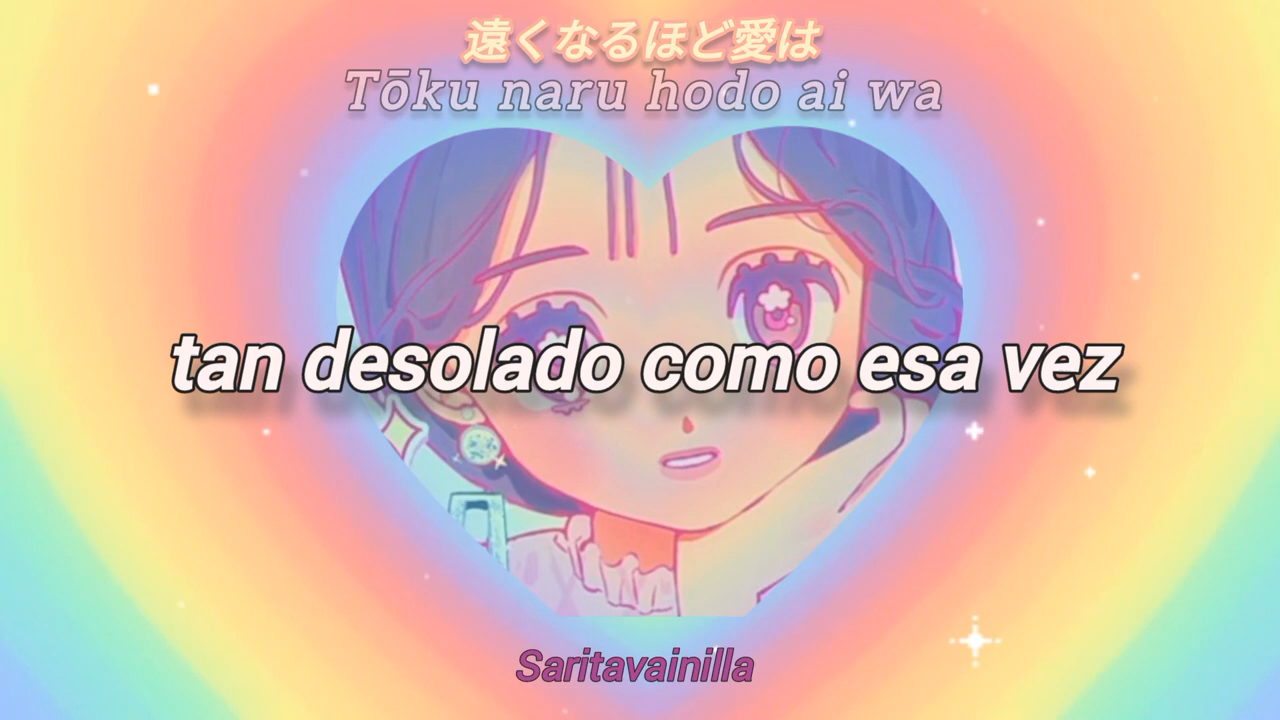 遠くなるほど愛は
Tōku naru hodo ai wa
tan desolado como esa vez
Saritavainilla